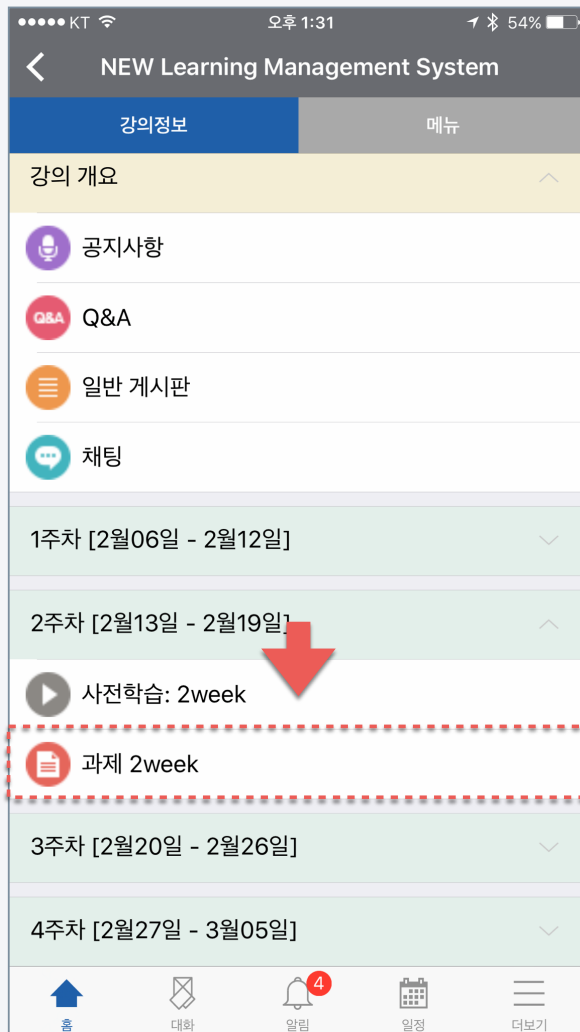 KT 오후 1:31 54%
NEW Learning Management System
강의정보 메뉴
강의 개요
공지사항
Q&A Q&A
일반 게시판
채팅
1주차 [2월06일 - 2월12일]
2주차 [2월13일 - 2월19일]
사전학습: 2week
과제 2week
3주차 [2월20일 - 2월26일]
4주차 [2월27일 - 3월05일]
4
홈 대화 알림 일정 더보기